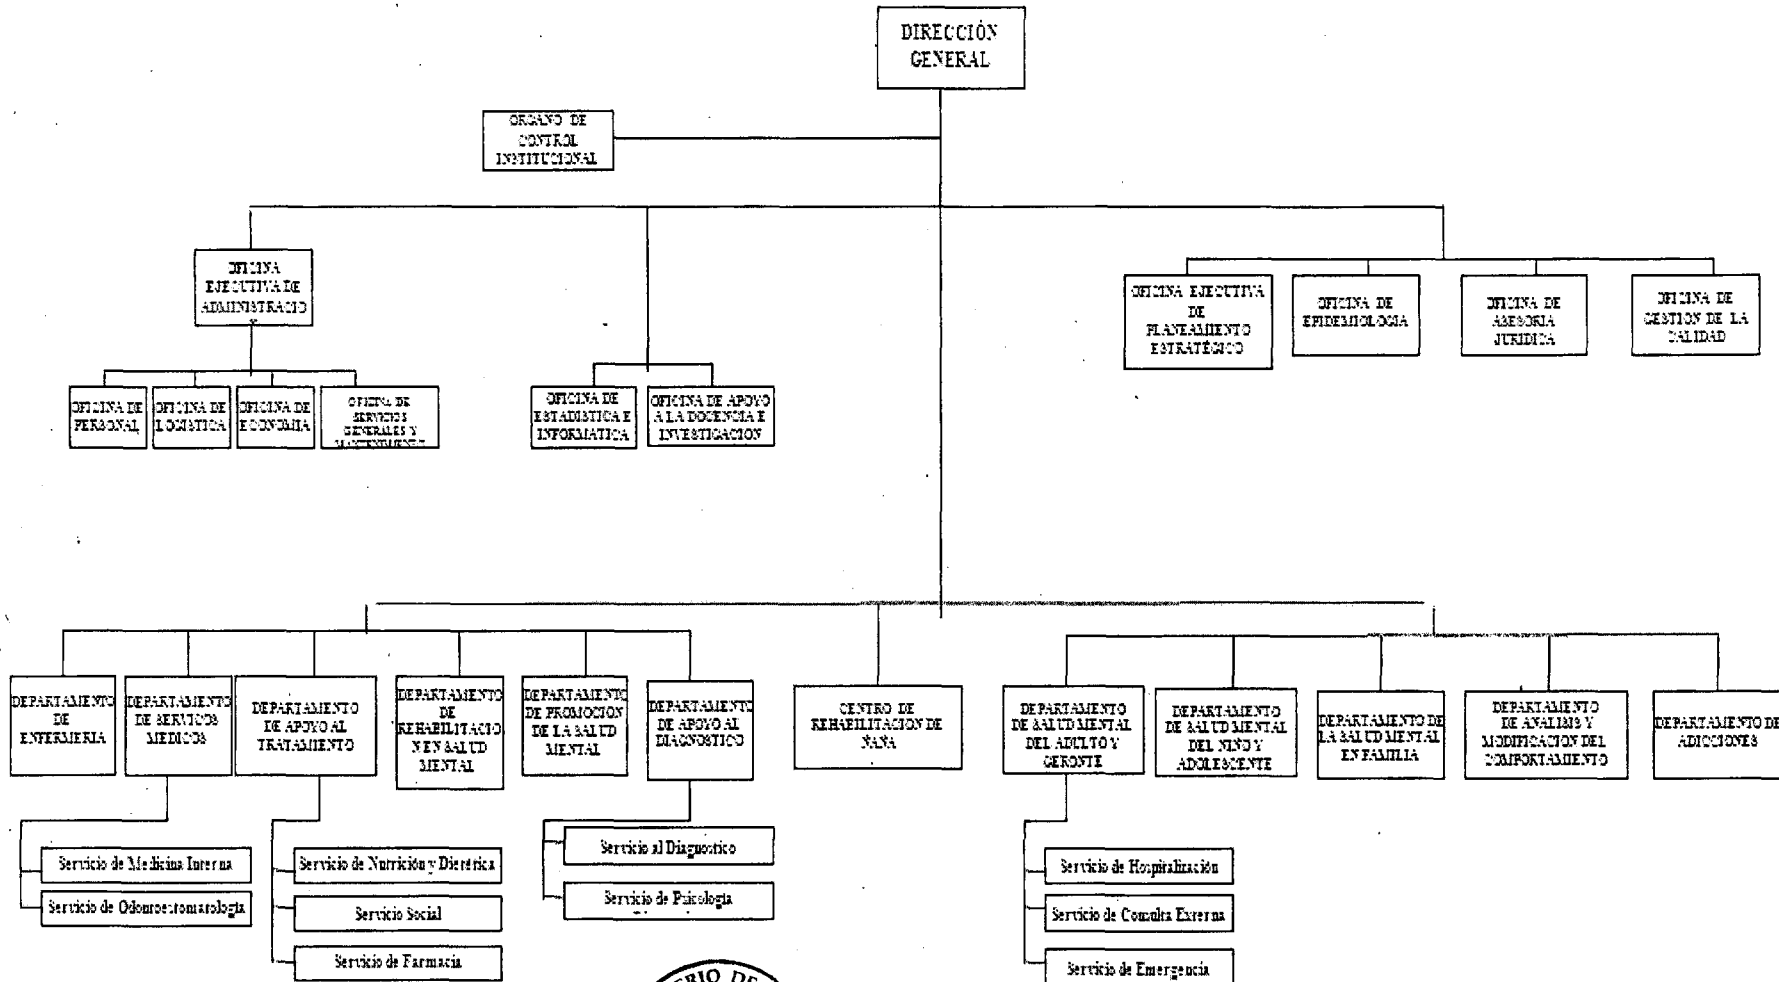 DIRECCIÓN
GENERAL
ORGANO DE
CONTROL
INSTITUCIONAL
OFICINA
EJECUTIVA DE
ADMINISTRACIO
OFICINA EJECUTIVA
DE
PLANEAMIENTO
ESTRATÉGICO
OFICINA DE
EPIDEMIOLOGIA
OFICINA DE
ASESORIA
JURIDICA
OFICINA DE
GESTION DE LA
CALIDAD
OFICINA DE
PERSONAL
OFICINA DE
LOGISTICA
OFICINA DE
ECONOMIA
OFICINA DE
SERVICIOS
GENERALES Y
MANTENIMIENTO
OFICINA DE
ESTADISTICA E
INFORMATICA
OFICINA DE APOYO
A LA DOCENCIA E
INVESTIGACION
DEPARTAMENTO
DE
ENFERMERIA
DEPARTAMENTO
DE SERVICOS
MEDICOS
DEPARTAMENTO
DE APOYO AL
TRATAMIENTO
DEPARTAMENTO
DE
REHABILITACIO
N EN SALUD
MENTAL
DEPARTAMENTO
DE PROMOCION
DE LA SALUD
MENTAL
DEPARTAMENTO
DE APOYO AL
DIAGNOSTICO
CENTRO DE
REHABILITACION DE
ÑAÑA
DEPARTAMENTO
DE SALUD MENTAL
DEL ADULTO Y
GERONTE
DEPARTAMENTO
DE SALUD MENTAL
DEL NIÑO Y
ADOLESCENTE
DEPARTAMENTO DE
LA SALUD MENTAL
EN FAMILIA
DEPARTAMENTO
DE ANALISIS Y
MODIFICACION DEL
COMPORTAMIENTO
DEPARTAMENTO DE
ADICCIONES
Servicio de Medicina Interna
Servicio de Odontoestomatologia
Servicio de Nutrición y Dietética
Servicio Social
Servicio de Farmacia
Servicio al Diagnostico
Servicio de Psicologia
Servicio de Hospitalización
Servicio de Consulta Externa
Servicio de Emergencia
ERIO DE